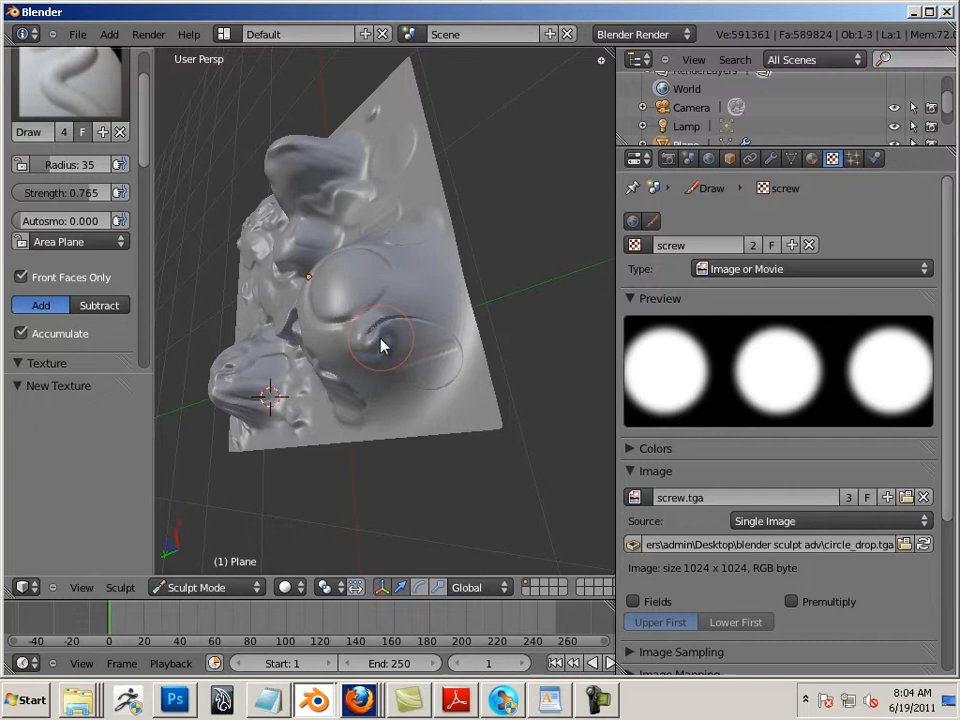 Blender
File Add Render Help Default Scene Blender Render Ve:591361 | Fa:589824 | Ob:1-3 | La:1 | Mem:72.0
User Persp
View Search All Scenes
RenderLayers
World
Camera
Lamp
Plane
Draw 4 F
Radius: 35
Strength: 0.765
Autosmo: 0.000
Area Plane
Front Faces Only
Add Subtract
Accumulate
Texture
New Texture
(1) Plane
Draw screw
screw 2 F
Type: Image or Movie
Preview
Colors
Image
screw.tga 3 F
Source: Single Image
ers\admin\Desktop\blender sculpt adv\circle_drop.tga
Image: size 1024 x 1024, RGB byte
Fields Premultiply
Upper First Lower First
Image Sampling
Image Mapping
View Sculpt Sculpt Mode Global
-40 -20 0 20 40 60 80 100 120 140 160 180 200 220 240 260
View Frame Playback Start: 1 End: 250 1
Start Ps 8:04 AM
6/19/2011